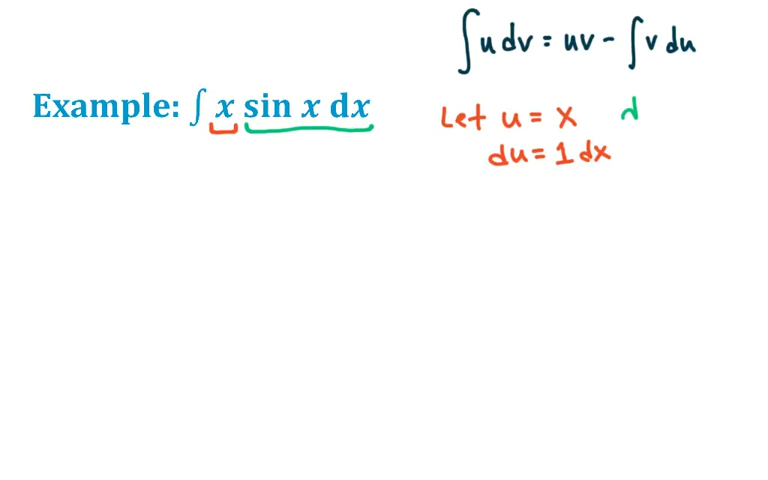 ∫u dv = uv - ∫v du
Example: ∫ x sin x dx
Let u = x d
du = 1 dx